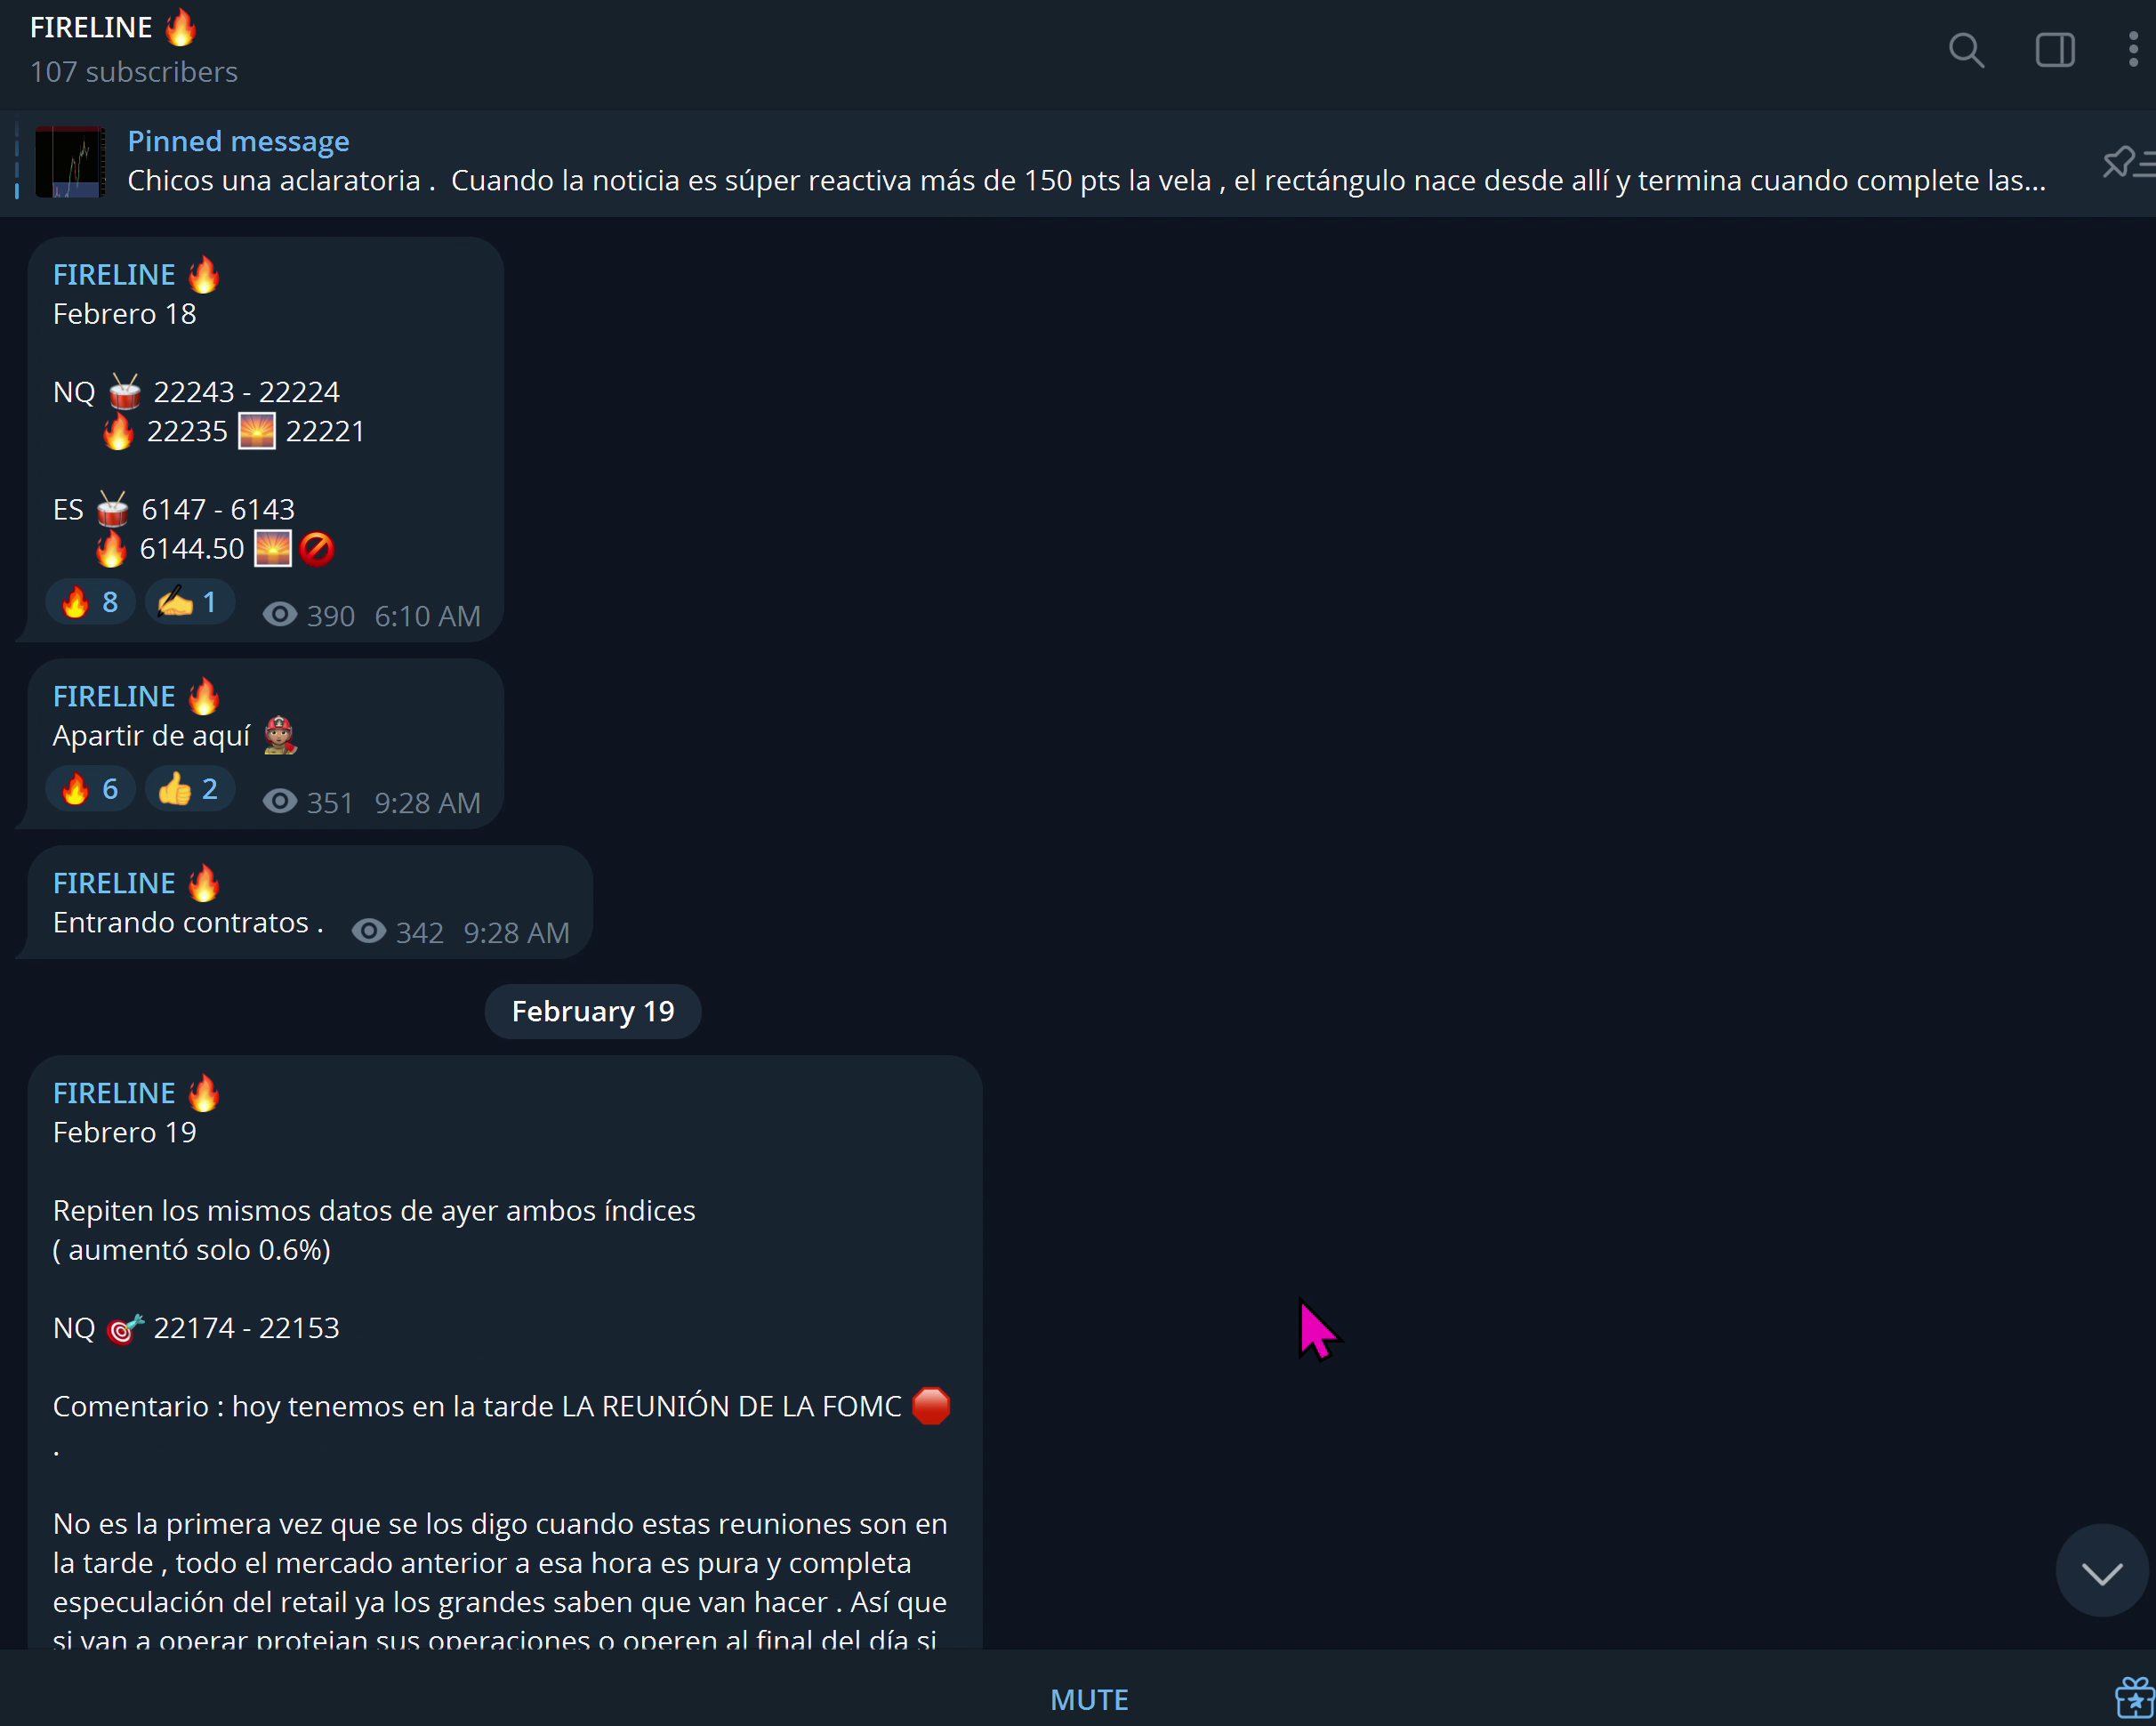 FIRELINE 🔥
107 subscribers
Pinned message
Chicos una aclaratoria .  Cuando la noticia es súper reactiva más de 150 pts la vela , el rectángulo nace desde allí y termina cuando complete las...
FIRELINE 🔥
Febrero 18
NQ 🥁 22243 - 22224
🔥 22235 🌅 22221
ES 🥁 6147 - 6143
🔥 6144.50 🌅🚫
🔥 8 ✍️ 1 390 6:10 AM
FIRELINE 🔥
Apartir de aquí 👩🏽‍🚒
🔥 6 👍 2 351 9:28 AM
FIRELINE 🔥
Entrando contratos . 342 9:28 AM
February 19
FIRELINE 🔥
Febrero 19
Repiten los mismos datos de ayer ambos índices
( aumentó solo 0.6%)
NQ 🎯 22174 - 22153
Comentario : hoy tenemos en la tarde LA REUNIÓN DE LA FOMC 🛑
.
No es la primera vez que se los digo cuando estas reuniones son en
la tarde , todo el mercado anterior a esa hora es pura y completa
especulación del retail ya los grandes saben que van hacer . Así que
si van a operar protejan sus operaciones o operen al final del día si
MUTE